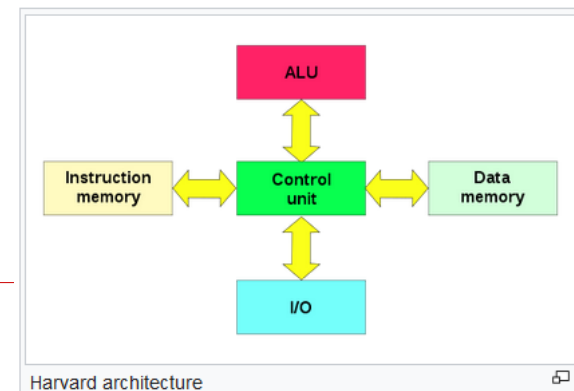 ALU
Instruction
memory
Control
unit
Data
memory
I/O
Harvard architecture